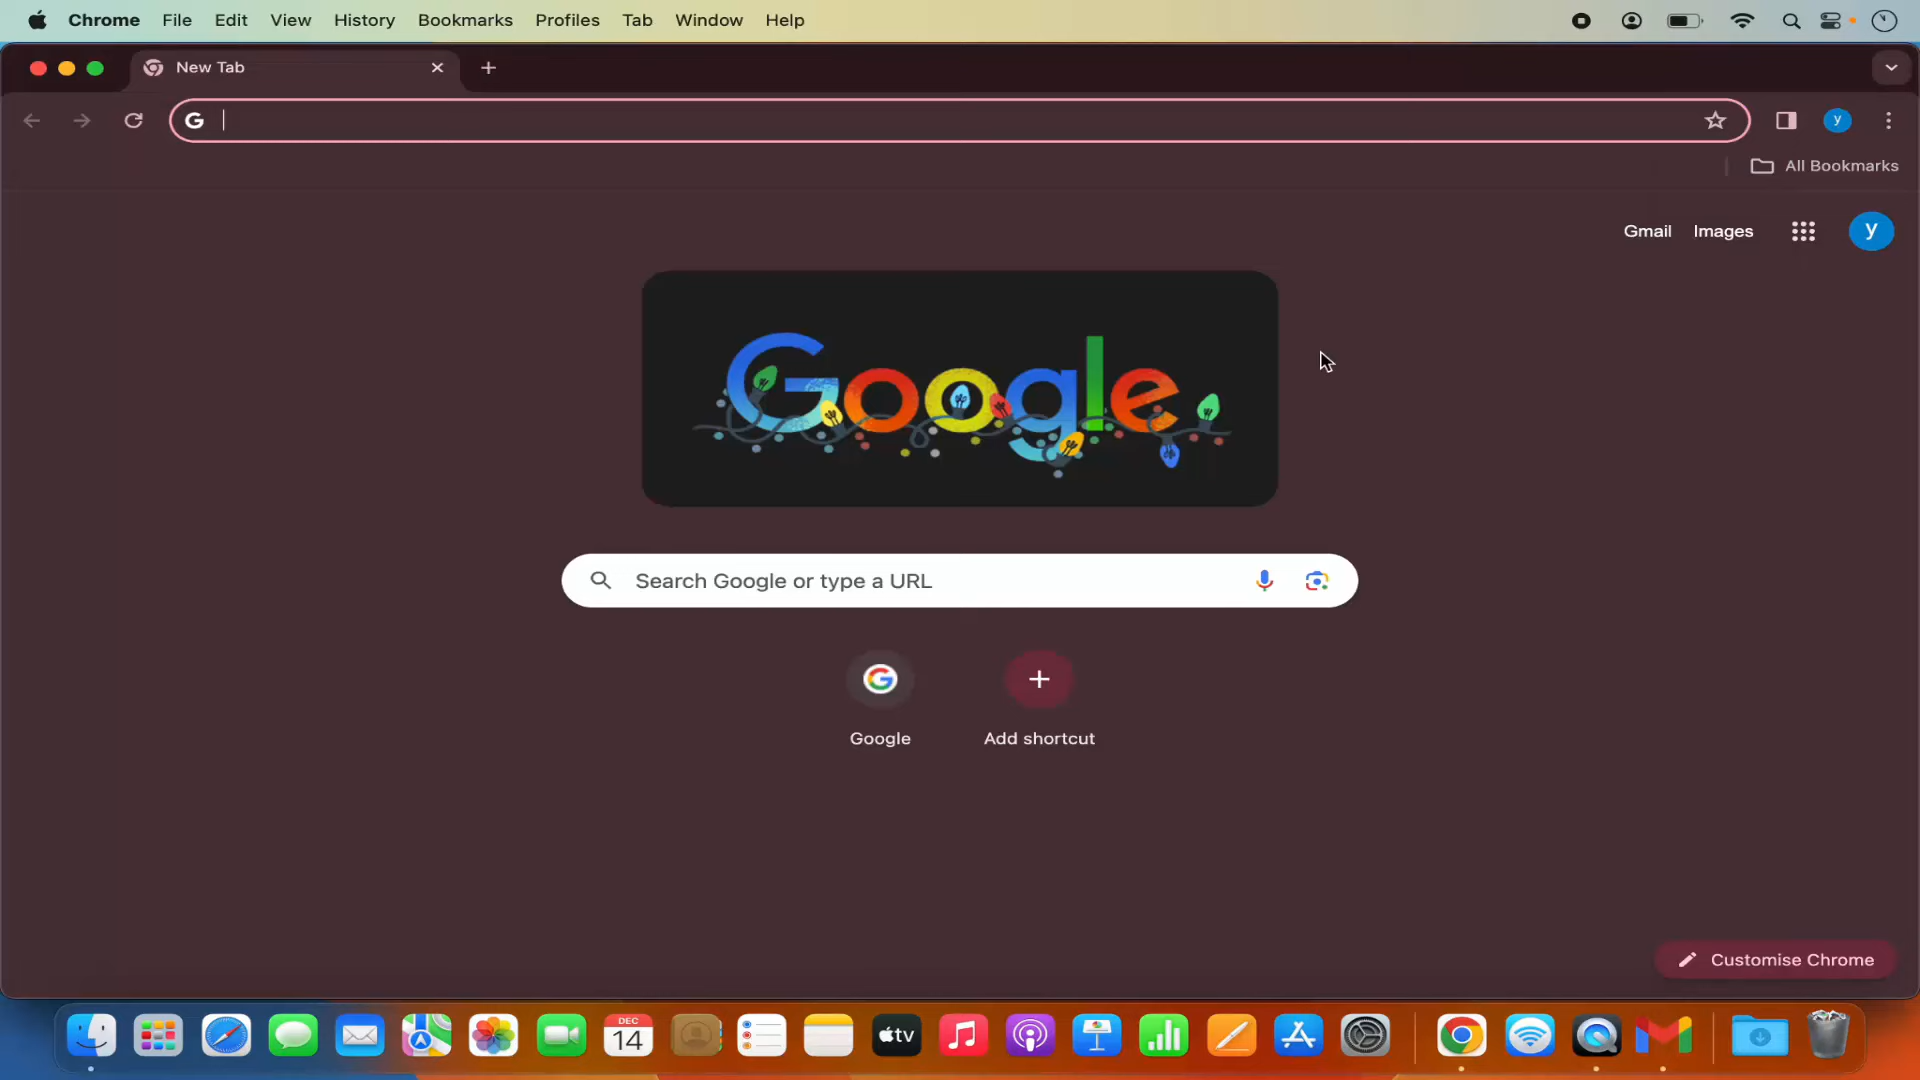 Chrome File Edit View History Bookmarks Profiles Tab Window Help
New Tab
G
y
All Bookmarks
Gmail Images
y
Google
Search Google or type a URL
Google Add shortcut
Customise Chrome
DEC
14
tv